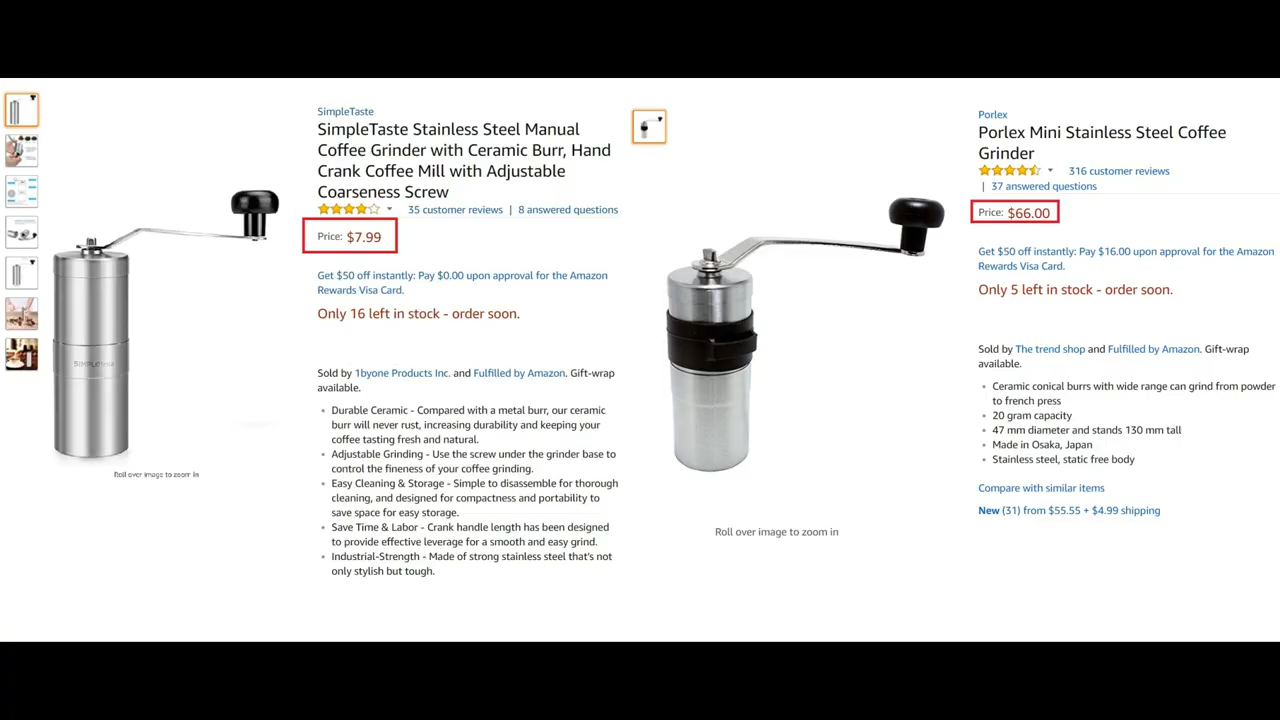 SimpleTaste
SimpleTaste Stainless Steel Manual
Coffee Grinder with Ceramic Burr, Hand
Crank Coffee Mill with Adjustable
Coarseness Screw
35 customer reviews | 8 answered questions
Price: $7.99
Get $50 off instantly: Pay $0.00 upon approval for the Amazon
Rewards Visa Card.
Only 16 left in stock - order soon.
Sold by 1byone Products Inc. and Fulfilled by Amazon. Gift-wrap
available.
• Durable Ceramic - Compared with a metal burr, our ceramic
burr will never rust, increasing durability and keeping your
coffee tasting fresh and natural.
• Adjustable Grinding - Use the screw under the grinder base to
control the fineness of your coffee grinding.
• Easy Cleaning & Storage - Simple to disassemble for thorough
cleaning, and designed for compactness and portability to
save space for easy storage.
• Save Time & Labor - Crank handle length has been designed
to provide effective leverage for a smooth and easy grind.
• Industrial-Strength - Made of strong stainless steel that's not
only stylish but tough.
Roll over image to zoom in
Porlex
Porlex Mini Stainless Steel Coffee
Grinder
316 customer reviews
| 37 answered questions
Price: $66.00
Get $50 off instantly: Pay $16.00 upon approval for the Amazon
Rewards Visa Card.
Only 5 left in stock - order soon.
Sold by The trend shop and Fulfilled by Amazon. Gift-wrap
available.
• Ceramic conical burrs with wide range can grind from powder
to french press
• 20 gram capacity
• 47 mm diameter and stands 130 mm tall
• Made in Osaka, Japan
• Stainless steel, static free body
Compare with similar items
New (31) from $55.55 + $4.99 shipping
Roll over image to zoom in